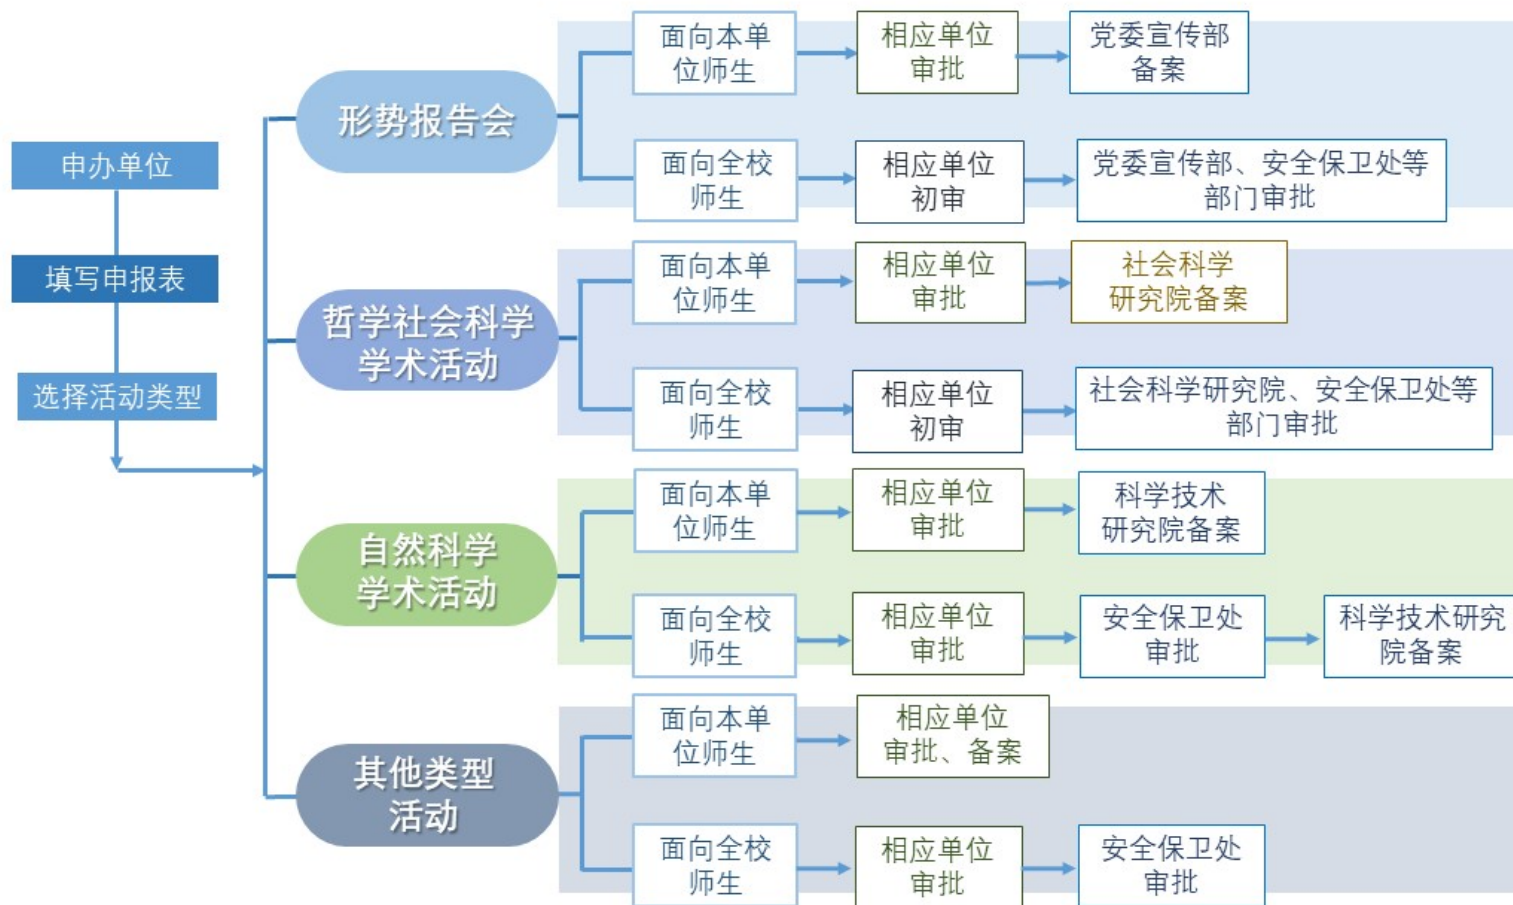 申办单位
填写申报表
选择活动类型
形势报告会
面向本单
位师生
相应单位
审批
党委宣传部
备案
面向全校
师生
相应单位
初审
党委宣传部、安全保卫处等
部门审批
哲学社会科学
学术活动
面向本单
位师生
相应单位
审批
社会科学
研究院备案
面向全校
师生
相应单位
初审
社会科学研究院、安全保卫处等
部门审批
自然科学
学术活动
面向本单
位师生
相应单位
审批
科学技术
研究院备案
面向全校
师生
相应单位
审批
安全保卫处
审批
科学技术研究
院备案
其他类型
活动
面向本单
位师生
相应单位
审批、备案
面向全校
师生
相应单位
审批
安全保卫处
审批